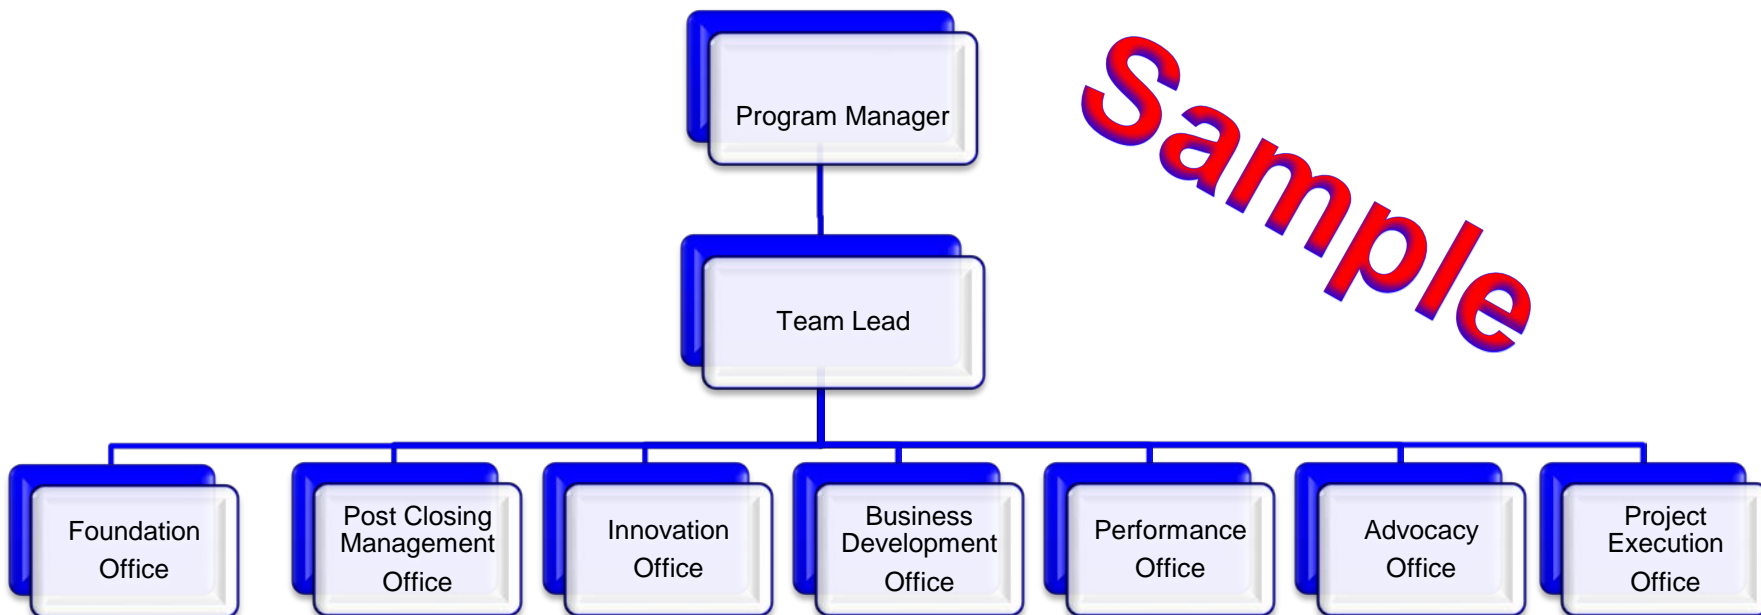 Program Manager
Sample
Team Lead
Foundation
Office
Post Closing
Management
Office
Innovation
Office
Business
Development
Office
Performance
Office
Advocacy
Office
Project
Execution
Office